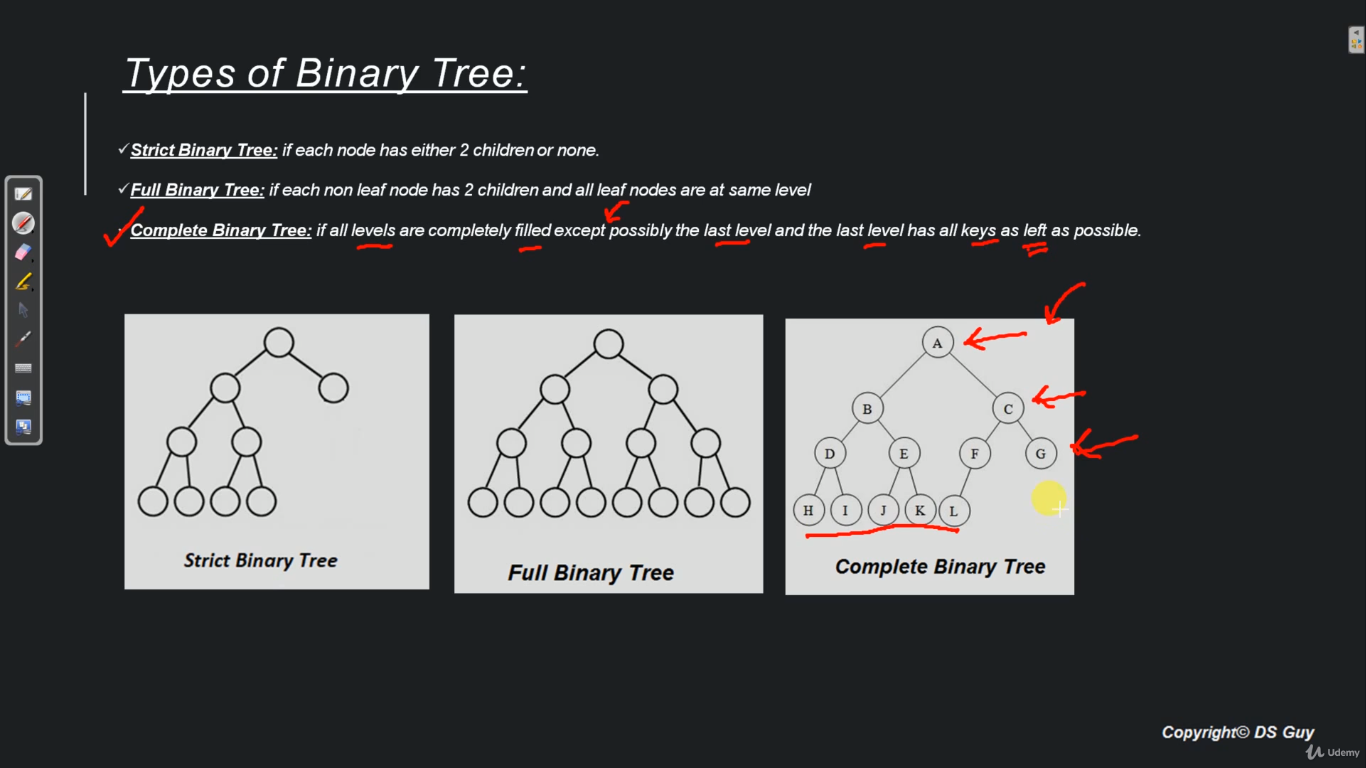 Types of Binary Tree:
✓Strict Binary Tree: if each node has either 2 children or none.
✓Full Binary Tree: if each non leaf node has 2 children and all leaf nodes are at same level
Complete Binary Tree: if all levels are completely filled except possibly the last level and the last level has all keys as left as possible.
A
B C
D E F G
H I J K L
Strict Binary Tree
Full Binary Tree
Complete Binary Tree
Copyright© DS Guy
Udemy